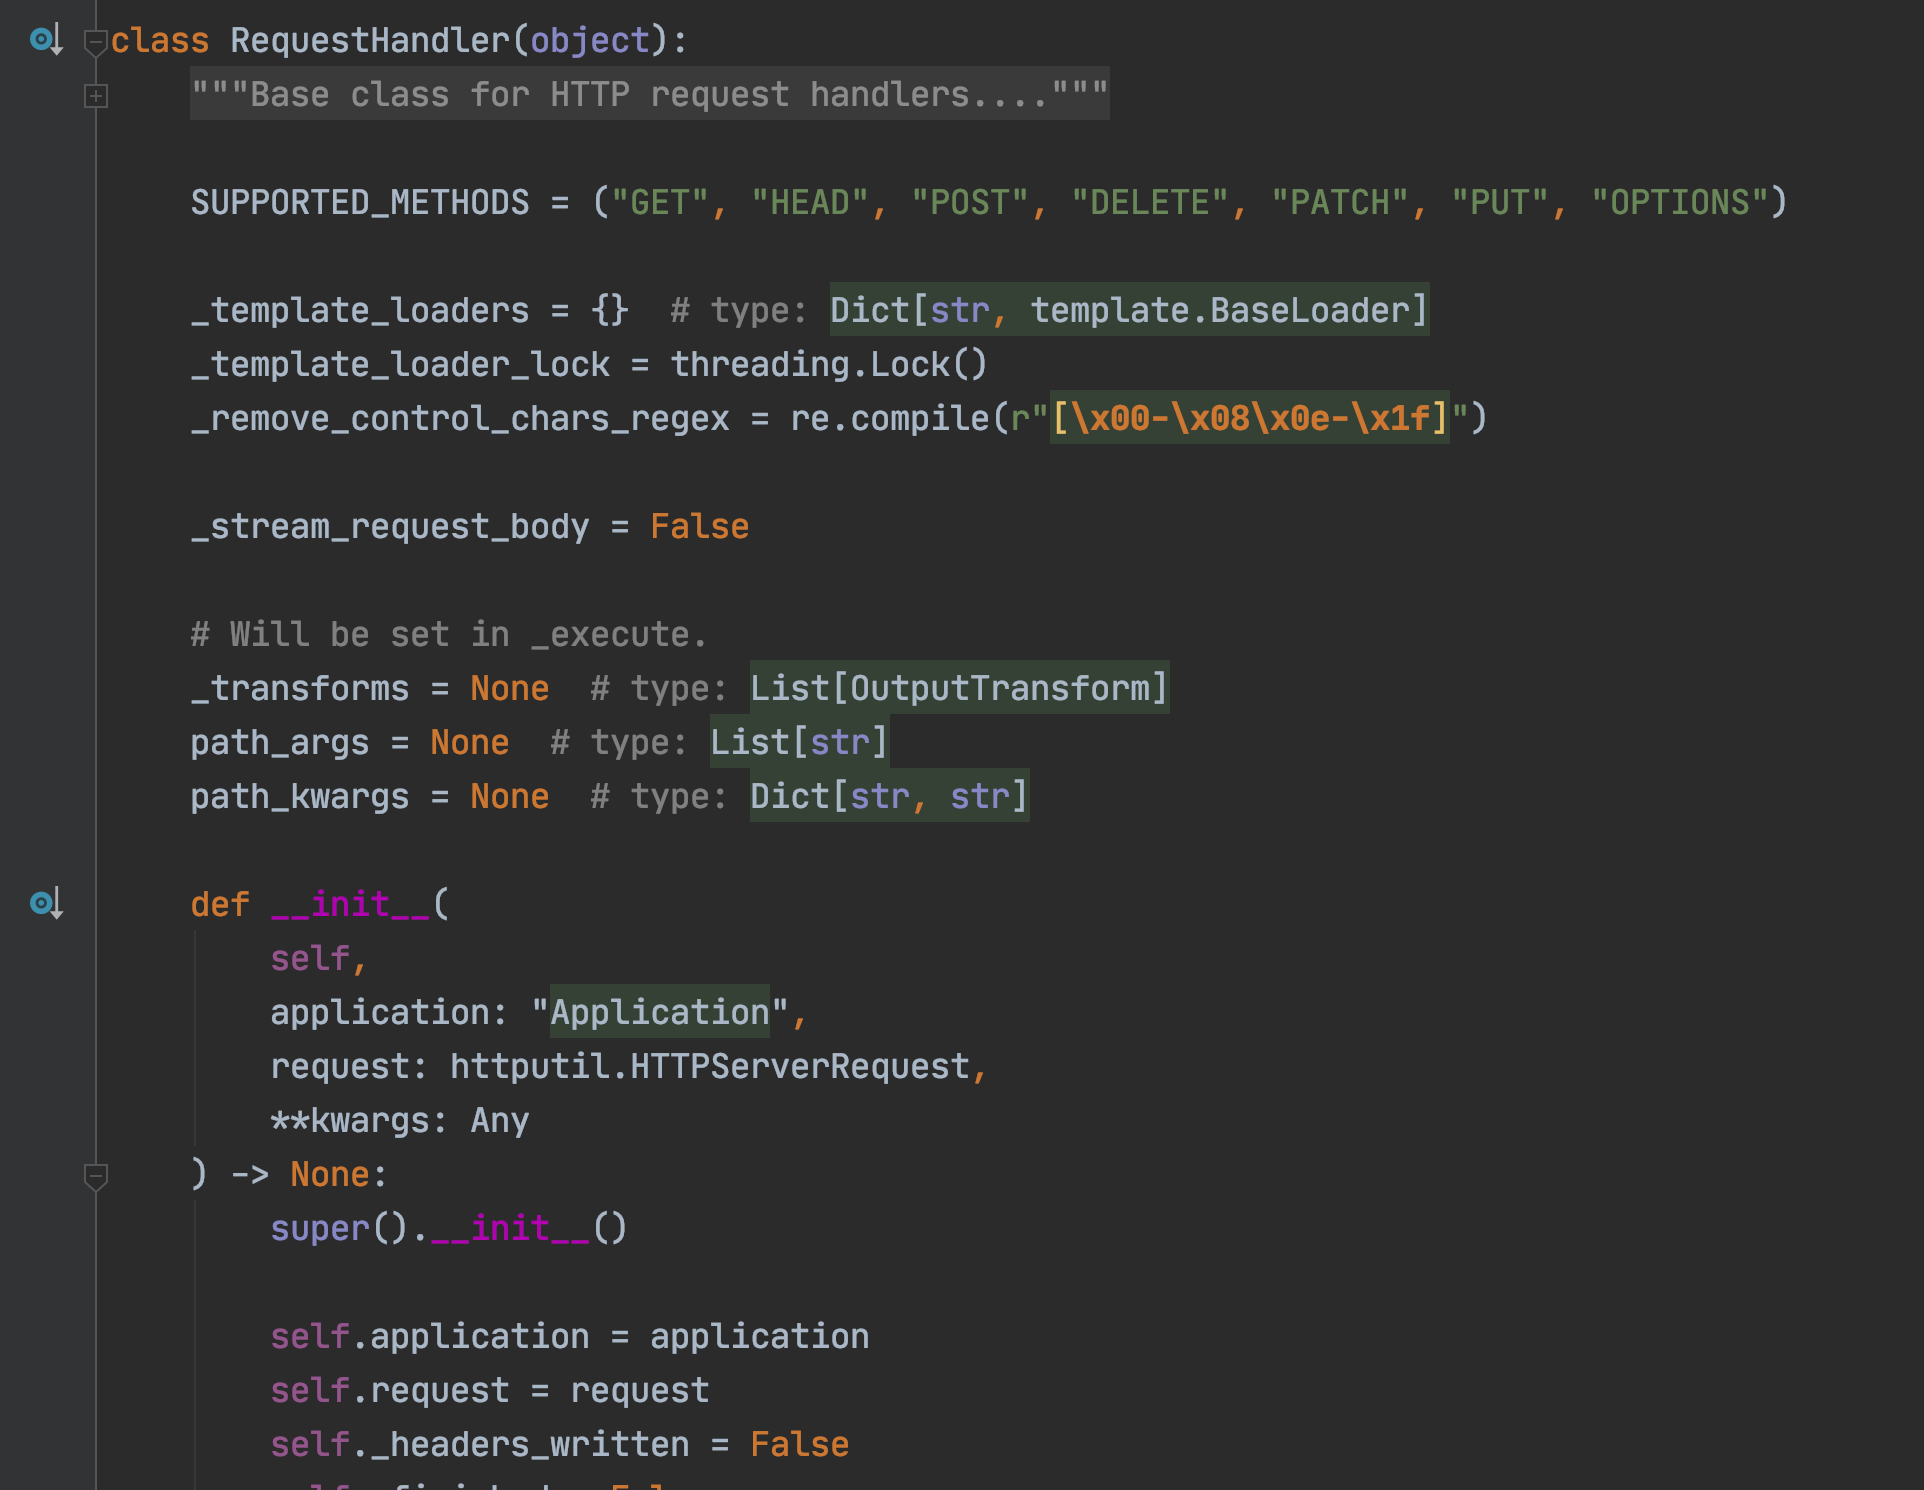 class RequestHandler(object):
    """Base class for HTTP request handlers...."""

    SUPPORTED_METHODS = ("GET", "HEAD", "POST", "DELETE", "PATCH", "PUT", "OPTIONS")

    _template_loaders = {}  # type: Dict[str, template.BaseLoader]
    _template_loader_lock = threading.Lock()
    _remove_control_chars_regex = re.compile(r"[\x00-\x08\x0e-\x1f]")

    _stream_request_body = False

    # Will be set in _execute.
    _transforms = None  # type: List[OutputTransform]
    path_args = None  # type: List[str]
    path_kwargs = None  # type: Dict[str, str]

    def __init__(
        self,
        application: "Application",
        request: httputil.HTTPServerRequest,
        **kwargs: Any
    ) -> None:
        super().__init__()

        self.application = application
        self.request = request
        self._headers_written = False